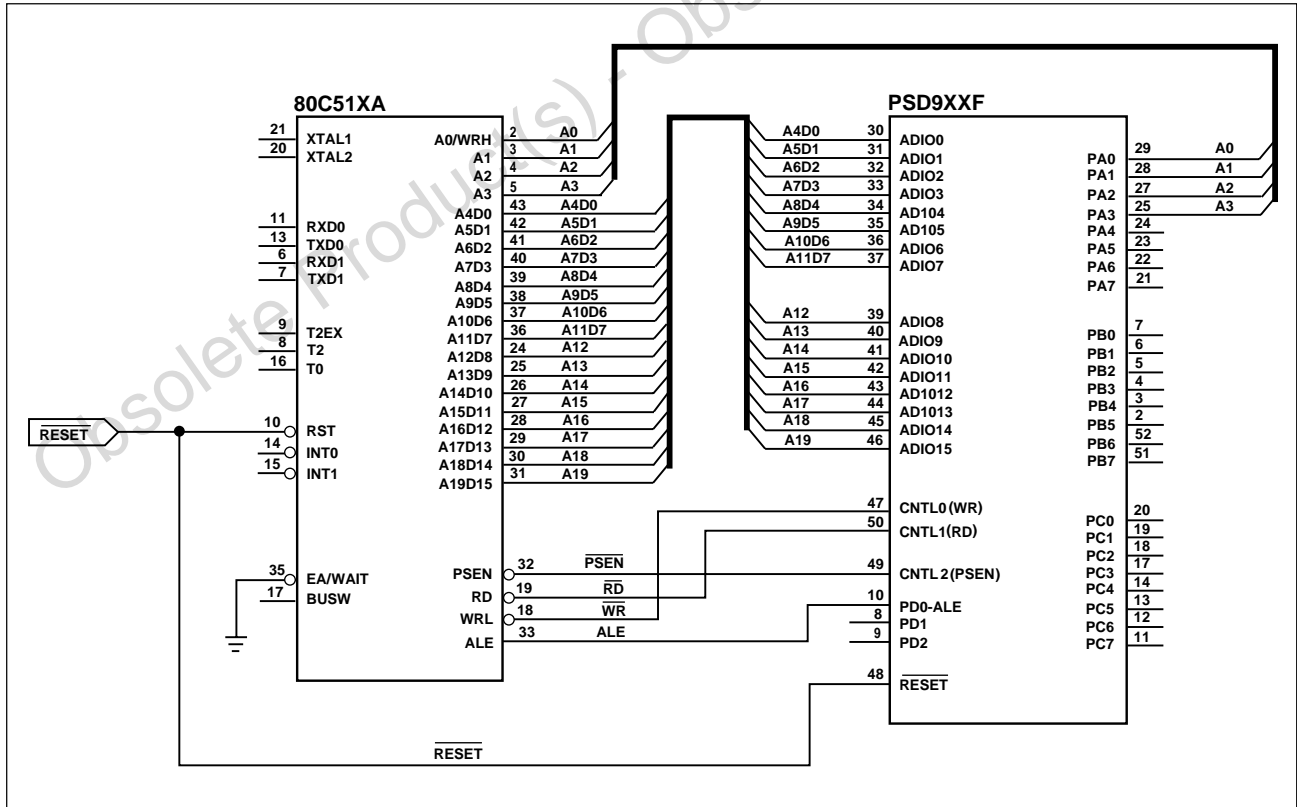 Obsolete Product(s) - Obs
80C51XA
21 XTAL1
20 XTAL2
11 RXD0
13 TXD0
6 RXD1
7 TXD1
9 T2EX
8 T2
16 T0
RESET
10 RST
14 INT0
15 INT1
35 EA/WAIT
17 BUSW
A0/WRH 2 A0
A1 3 A1
A2 4 A2
A3 5 A3
A4D0 43 A4D0
A5D1 42 A5D1
A6D2 41 A6D2
A7D3 40 A7D3
A8D4 39 A8D4
A9D5 38 A9D5
A10D6 37 A10D6
A11D7 36 A11D7
A12D8 24 A12
A13D9 25 A13
A14D10 26 A14
A15D11 27 A15
A16D12 28 A16
A17D13 29 A17
A18D14 30 A18
A19D15 31 A19
PSEN 32 PSEN
RD 19 RD
WRL 18 WR
ALE 33 ALE
RESET
PSD9XXF
A4D0 30 ADIO0
A5D1 31 ADIO1
A6D2 32 ADIO2
A7D3 33 ADIO3
A8D4 34 AD104
A9D5 35 AD105
A10D6 36 ADIO6
A11D7 37 ADIO7
A12 39 ADIO8
A13 40 ADIO9
A14 41 ADIO10
A15 42 ADIO11
A16 43 AD1012
A17 44 AD1013
A18 45 ADIO14
A19 46 ADIO15
47 CNTL0(WR)
50 CNTL1(RD)
49 CNTL2(PSEN)
10 PD0-ALE
8 PD1
9 PD2
48 RESET
PA0 29 A0
PA1 28 A1
PA2 27 A2
PA3 25 A3
PA4 24
PA5 23
PA6 22
PA7 21
PB0 7
PB1 6
PB2 5
PB3 4
PB4 3
PB5 2
PB6 52
PB7 51
PC0 20
PC1 19
PC2 18
PC3 17
PC4 14
PC5 13
PC6 12
PC7 11